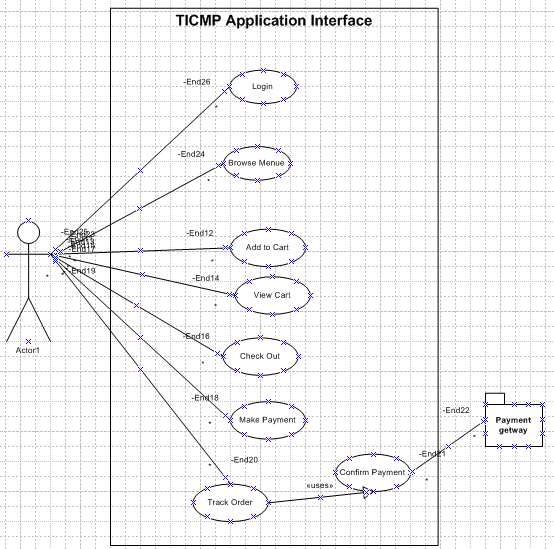 TICMP Application Interface
-End26
Login
-End24
Browse Menue
-End12
Add to Cart
-End14
View Cart
-End19
-End16
Check Out
Actor1
-End18
Make Payment
-End22
Payment
getway
-End20
-End21
Confirm Payment
«uses»
Track Order